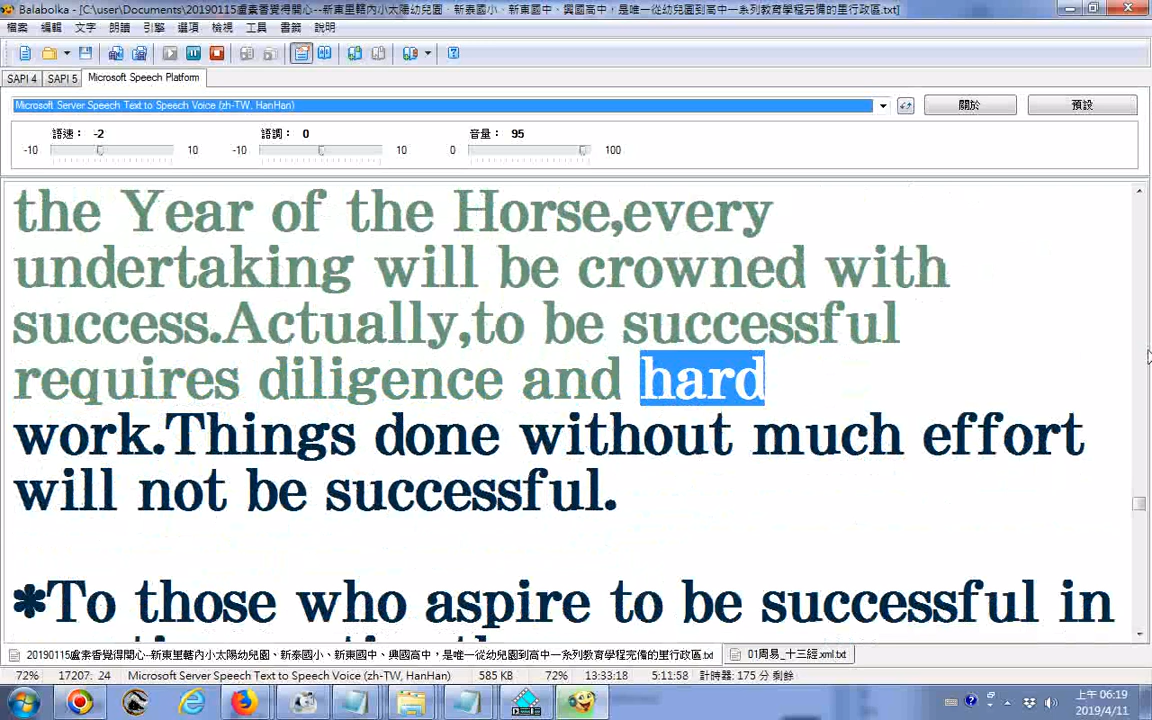 Balabolka - [C:\user\Documents\20190115盧素香覺得開心--新東里轄內小太陽幼兒園、新泰國小、新東國中、興國高中，是唯一從幼兒園到高中一系列教育學程完備的里行政區.txt]
檔案 編輯 文字 朗讀 引擎 選項 檢視 工具 書籤 說明
SAPI 4 SAPI 5 Microsoft Speech Platform
Microsoft Server Speech Text to Speech Voice (zh-TW, HanHan) 關於 預設
語速： -2 語調： 0 音量： 95
-10 10 -10 10 0 100
the Year of the Horse,every
undertaking will be crowned with
success.Actually,to be successful
requires diligence and hard
work.Things done without much effort
will not be successful.
*To those who aspire to be successful in
20190115盧素香覺得開心--新東里轄內小太陽幼兒園、新泰國小、新東國中、興國高中，是唯一從幼兒園到高中一系列教育學程完備的里行政區.txt 01周易_十三經.xml.txt
72% 17207: 24 Microsoft Server Speech Text to Speech Voice (zh-TW, HanHan) 585 KB 72% 13:33:18 5:11:58 計時器: 175 分 剩餘
上午 06:19
2019/4/11